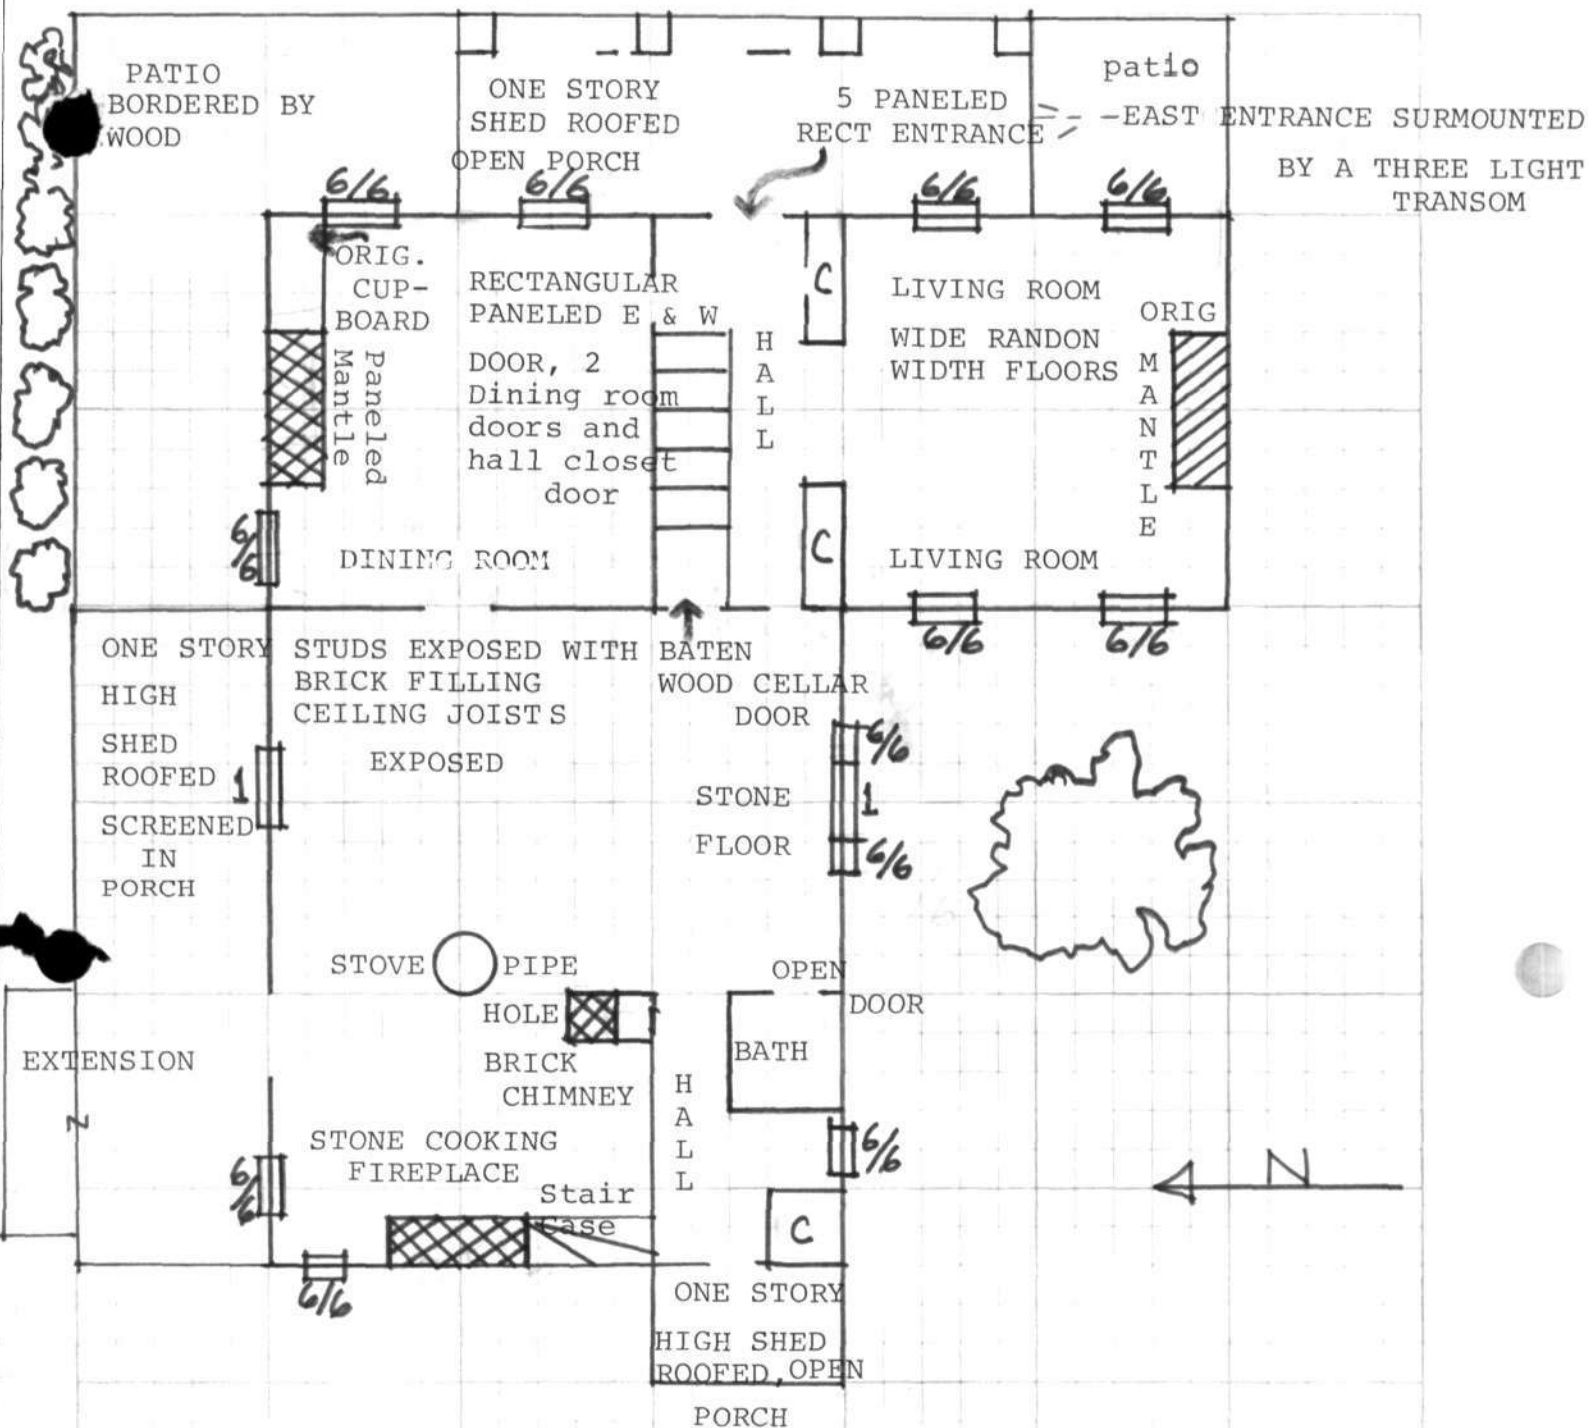 PATIO
BORDERED BY
WOOD
ONE STORY
SHED ROOFED
OPEN PORCH
5 PANELED
RECT ENTRANCE
patio
EAST ENTRANCE SURMOUNTED
BY A THREE LIGHT
TRANSOM
6/6
6/6
6/6
6/6
ORIG.
CUP-
BOARD
Paneled
Mantle
RECTANGULAR
PANELED E & W
DOOR, 2
Dining room
doors and
hall closet
door
HALL
C
LIVING ROOM
WIDE RANDON
WIDTH FLOORS
ORIG
MANTLE
6/6
DINING ROOM
C
LIVING ROOM
6/6
6/6
ONE STORY
HIGH
SHED
ROOFED
SCREENED
IN
PORCH
1
STUDS EXPOSED WITH
BRICK FILLING
CEILING JOISTS
EXPOSED
BATEN
WOOD CELLAR
DOOR
6/6
STONE
FLOOR
1
6/6
STOVE PIPE
HOLE
OPEN
DOOR
BRICK
CHIMNEY
BATH
HALL
EXTENSION
N
STONE COOKING
FIREPLACE
Stair
Case
6/6
6/6
6/6
C
N
ONE STORY
HIGH SHED
ROOFED, OPEN
PORCH